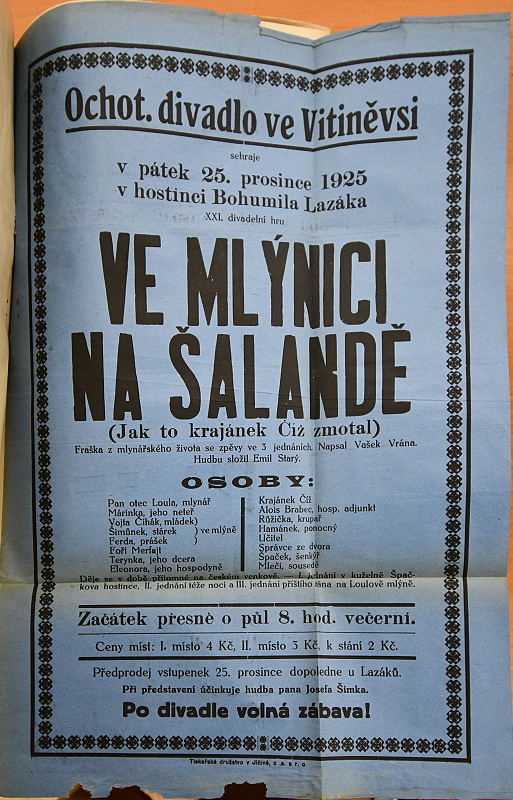 Ochot. divadlo ve Vitiněvsi
sehraje
v pátek 25. prosince 1925
v hostinci Bohumila Lazáka
XXI. divadelní hru
VE MLÝNICI
NA ŠALANDĚ
(Jak to krajánek Číž zmotal)
Fraška z mlynářského života se zpěvy ve 3 jednáních. Napsal Vašek Vrána.
Hudbu složil Emil Starý.
OSOBY:
Pan otec Loula, mlynář
Márinka, jeho neteř
Vojta Čihák, mládek
Šimůnek, stárek
Ferda, prášek
ve mlýně
Fořt Merfajt
Terynka, jeho dcera
Eleonora, jeho hospodyně
Krajánek Číž
Alois Brabec, hosp. adjunkt
Růžička, krupař
Hamánek, ponocný
Učitel
Správce ze dvora
Špaček, šenkýř
Mleči, sousedé
Děje se v době přítomné na českém venkově. — I. jednání v kuželně Špač-
kova hostince, II. jednání téže noci a III. jednání příštího rána na Loulově mlýně.
Začátek přesně o půl 8. hod. večerní.
Ceny míst: I. místo 4 Kč, II. místo 3 Kč, k stání 2 Kč.
Předprodej vstupenek 25. prosince dopoledne u Lazáků.
Při představení účinkuje hudba pana Josefa Šimka.
Po divadle volná zábava!
Tiskařské družstvo v Jičíně, z. s. s r. o.